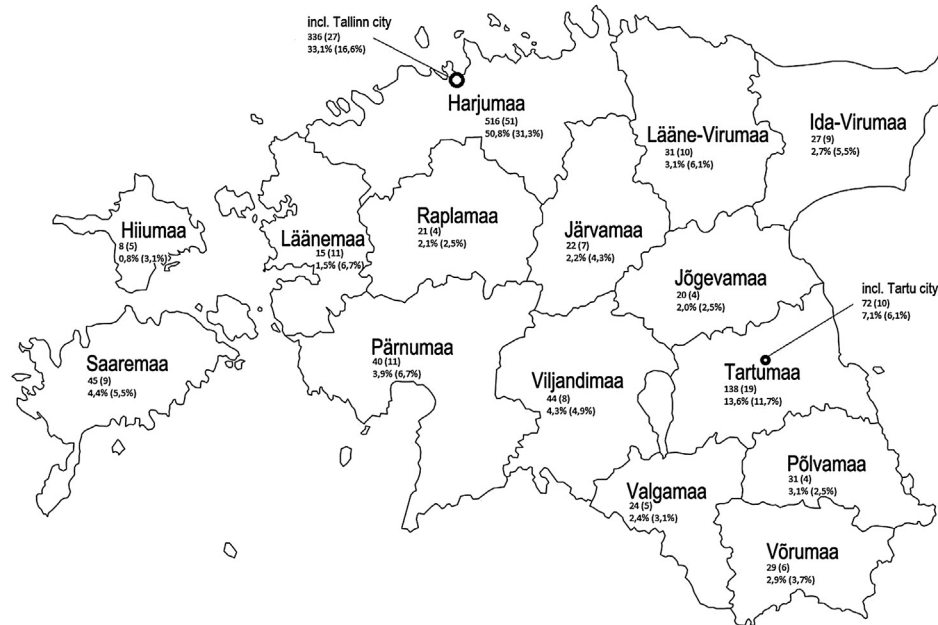 incl. Tallinn city
336 (27)
33,1% (16,6%)
Harjumaa
516 (51)
50,8% (31,3%)
Lääne-Virumaa
31 (10)
3,1% (6,1%)
Ida-Virumaa
27 (9)
2,7% (5,5%)
Hiiumaa
8 (5)
0,8% (3,1%)
Läänemaa
15 (11)
1,5% (6,7%)
Raplamaa
21 (4)
2,1% (2,5%)
Järvamaa
22 (7)
2,2% (4,3%)
Jõgevamaa
20 (4)
2,0% (2,5%)
incl. Tartu city
72 (10)
7,1% (6,1%)
Saaremaa
45 (9)
4,4% (5,5%)
Pärnumaa
40 (11)
3,9% (6,7%)
Viljandimaa
44 (8)
4,3% (4,9%)
Tartumaa
138 (19)
13,6% (11,7%)
Valgamaa
24 (5)
2,4% (3,1%)
Põlvamaa
31 (4)
3,1% (2,5%)
Võrumaa
29 (6)
2,9% (3,7%)